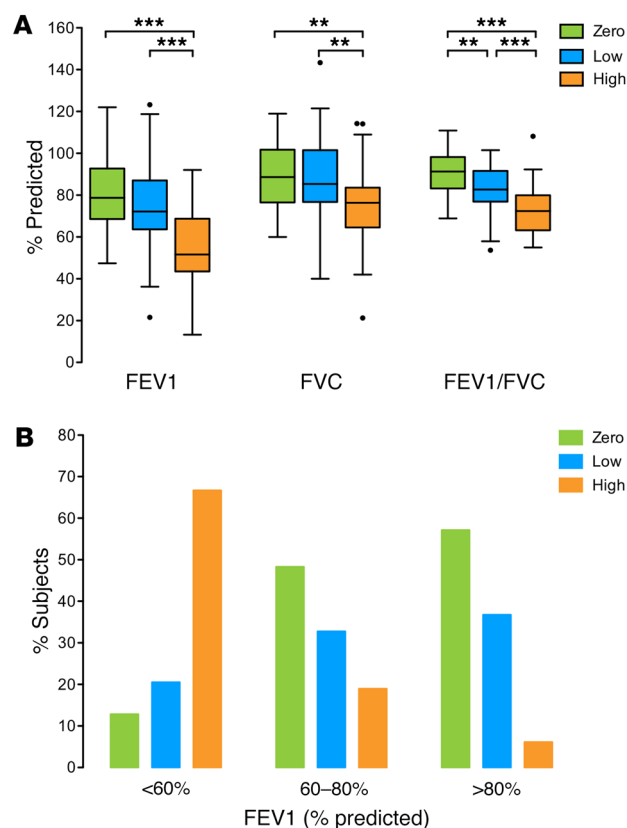 A
160
140
120
100
80
60
40
20
0
% Predicted
***
***
**
**
***
**
***
Zero
Low
High
FEV1 FVC FEV1/FVC
B
80
70
60
50
40
30
20
10
0
% Subjects
Zero
Low
High
<60% 60–80% >80%
FEV1 (% predicted)